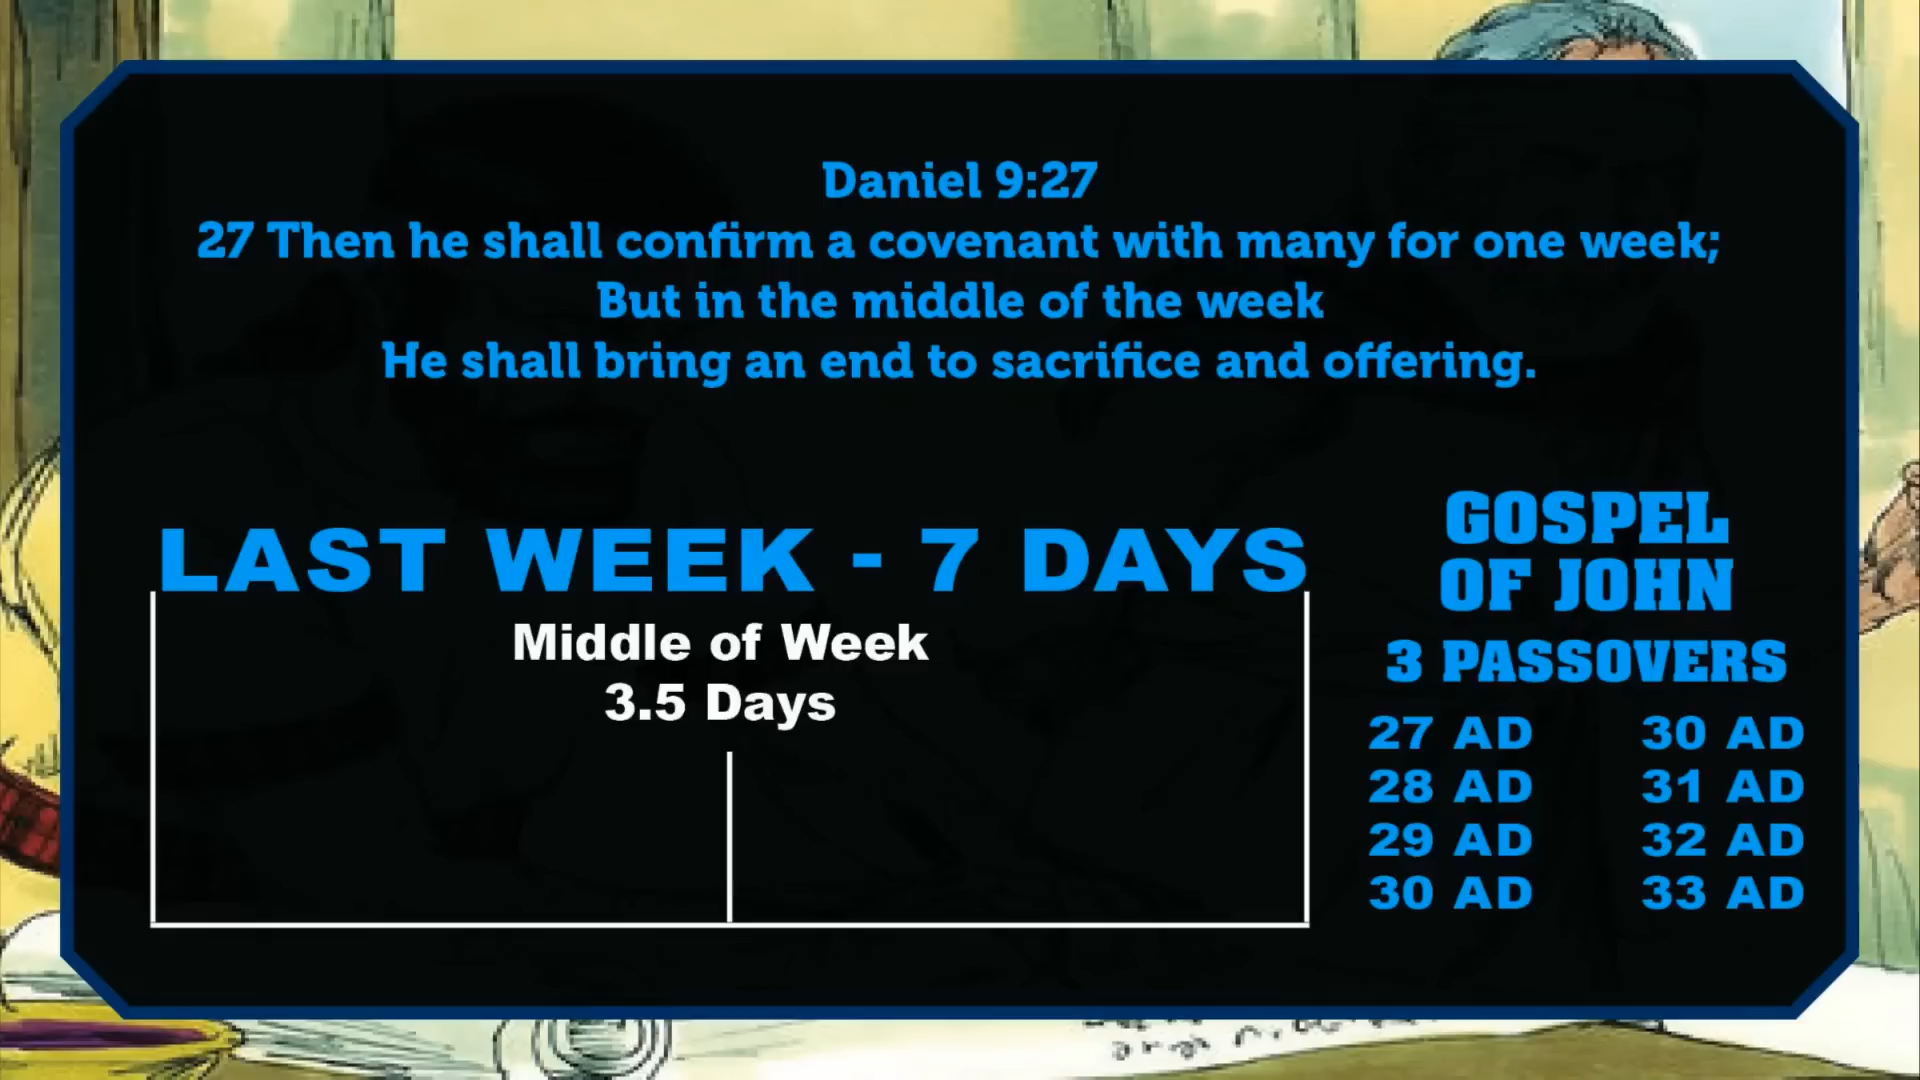 Daniel 9:27
27 Then he shall confirm a covenant with many for one week;
But in the middle of the week
He shall bring an end to sacrifice and offering.
LAST WEEK - 7 DAYS
Middle of Week
3.5 Days
GOSPEL
OF JOHN
3 PASSOVERS
27 AD 30 AD
28 AD 31 AD
29 AD 32 AD
30 AD 33 AD